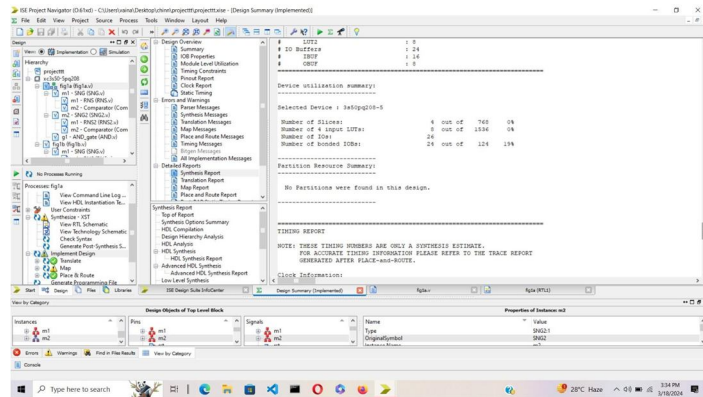 ISE Project Navigator (O.61xd) - C:\Users\
File Edit View Project Source Process Tools Window Layout Help
Design
View: Implementation Simulation
Hierarchy
projecttt
xc3s50-5pq208
fig1a (fig1a.v)
m1 - SNG (SNG.v)
m1 - RNS (RNS.v)
m2 - Comparator (Com
m2 - SNG2 (SNG2.v)
m1 - RNS2 (RNS2.v)
m2 - Comparator (Com
g1 - AND_gate (AND.v)
fig1b (fig1b.v)
m1 - SNG (SNG.v)
No Processes Running
Processes: fig1a
View Command Line Log ...
View HDL Instantiation Te...
User Constraints
Synthesize - XST
View RTL Schematic
View Technology Schematic
Check Syntax
Generate Post-Synthesis S...
Implement Design
Translate
Map
Place & Route
Generate Programming File
Start Design Files Libraries
Design Overview
Summary
IOB Properties
Module Level Utilization
Timing Constraints
Pinout Report
Clock Report
Static Timing
Errors and Warnings
Parser Messages
Synthesis Messages
Translation Messages
Map Messages
Place and Route Messages
Timing Messages
Bitgen Messages
All Implementation Messages
Detailed Reports
Synthesis Report
Translation Report
Map Report
Place and Route Report
Synthesis Report
Top of Report
Synthesis Options Summary
HDL Compilation
Design Hierarchy Analysis
HDL Analysis
HDL Synthesis
HDL Synthesis Report
Advanced HDL Synthesis
Advanced HDL Synthesis Report
Low Level Synthesis
# LUT2 : 8
# IO Buffers : 24
# IBUF : 16
# OBUF : 8
Device utilization summary:
Selected Device : 3s50pq208-5
Number of Slices: 4 out of 768 0%
Number of 4 input LUTs: 8 out of 1536 0%
Number of IOs: 26
Number of bonded IOBs: 24 out of 124 19%
Partition Resource Summary:
No Partitions were found in this design.
TIMING REPORT
NOTE: THESE TIMING NUMBERS ARE ONLY A SYNTHESIS ESTIMATE.
FOR ACCURATE TIMING INFORMATION PLEASE REFER TO THE TRACE REPORT
GENERATED AFTER PLACE-and-ROUTE.
Clock Information:
ISE Design Suite InfoCenter Design Summary (Implemented) fig1a.v fig1a (RTL1)
View by Category
Design Objects of Top Level Block Properties of Instance: m2
Instances Pins Signals Name Value
m1 m1 m1 Type SNG2:1
m2 m2 m2 OriginalSymbol SNG2
Errors Warnings Find in Files Results View by Category
Console
Type here to search
28°C Haze
3:34 PM
3/18/2024